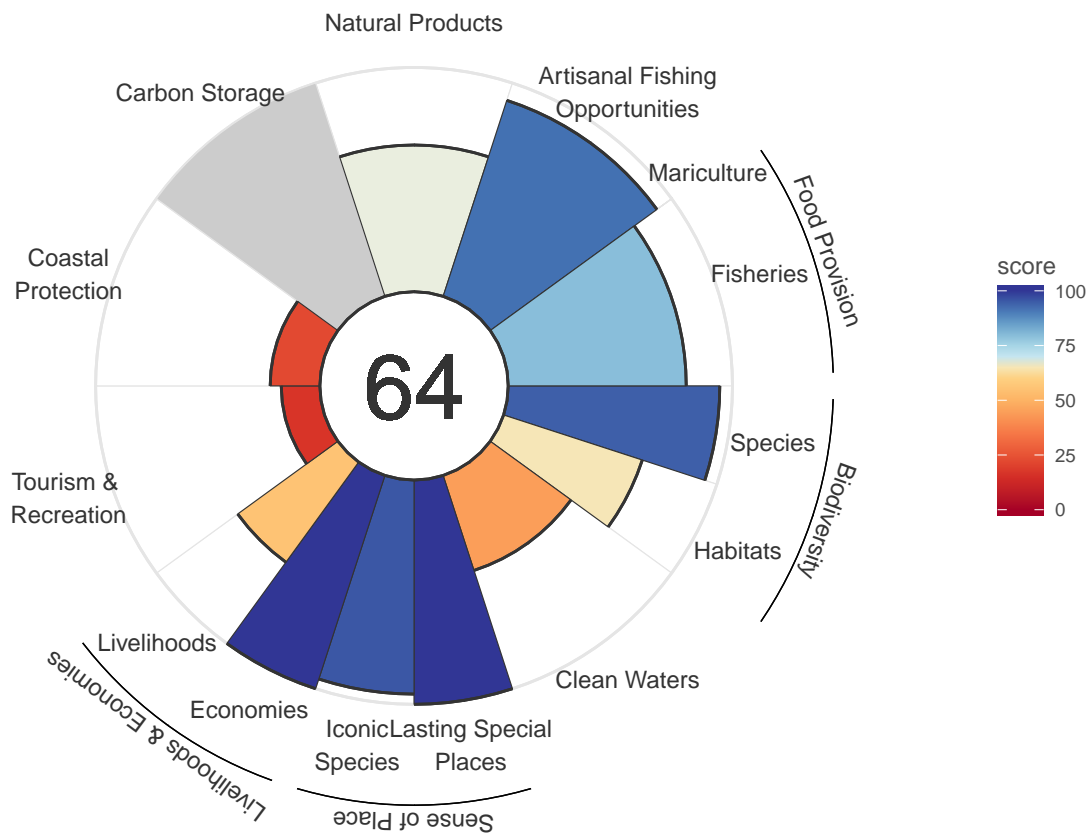 Natural Products
Carbon Storage
Artisanal Fishing
Opportunities
Mariculture
Food Provision
Fisheries
Coastal
Protection
64
score
100
75
50
25
0
Species
Biodiversity
Habitats
Tourism &
Recreation
Clean Waters
Livelihoods
Livelihoods & Economies
Economies
Iconic
Species
Lasting Special
Places
Sense of Place